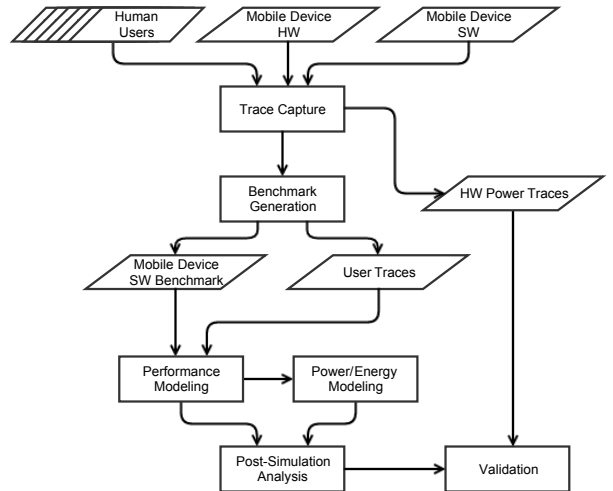 Human
Users
Mobile Device
HW
Mobile Device
SW
Trace Capture
Benchmark
Generation
HW Power Traces
Mobile Device
SW Benchmark
User Traces
Performance
Modeling
Power/Energy
Modeling
Post-Simulation
Analysis
Validation